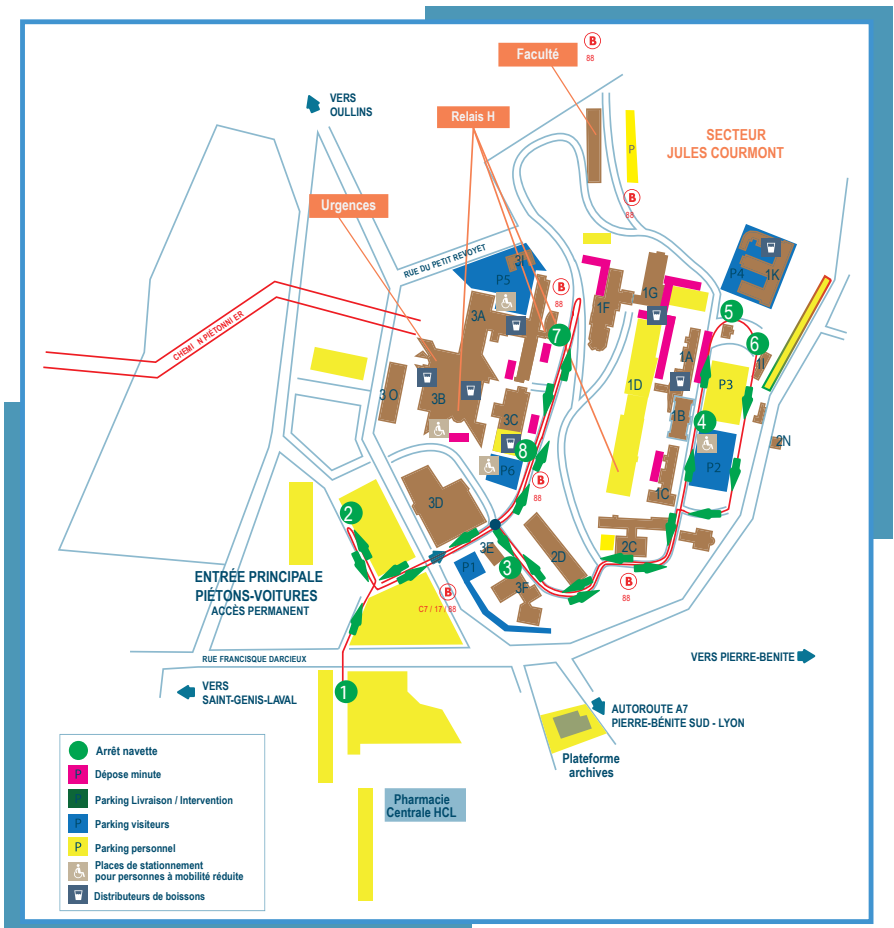 B
88
Faculté
VERS
OULLINS
Relais H
SECTEUR
JULES COURMONT
P
B
88
Urgences
RUE DU PETIT REVOYET
3I
P5
B
88
P4
1K
1G
1F
3A
5
CHEMIN PIÉTONNIER
7
6
1A
1I
1D
P3
3 O
3B
3C
1B
4
2N
8
P6
P2
B
88
1C
3D
2
3E
2D
2C
P1
3
3F
B
88
ENTRÉE PRINCIPALE
PIÉTONS-VOITURES
ACCÈS PERMANENT
B
C7 / 17 / 88
RUE FRANCISQUE DARCIEUX
VERS PIERRE-BENITE
VERS
SAINT-GENIS-LAVAL
1
AUTOROUTE A7
PIERRE-BÉNITE SUD - LYON
Plateforme
archives
Pharmacie
Centrale HCL
Arrêt navette
P Dépose minute
P Parking Livraison / Intervention
P Parking visiteurs
P Parking personnel
Places de stationnement
pour personnes à mobilité réduite
Distributeurs de boissons